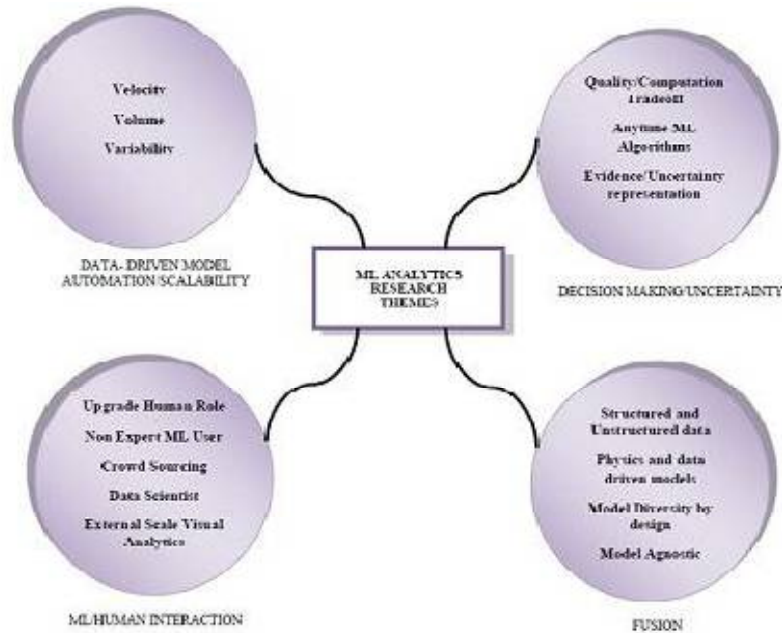 Velocity
Volume
Variability
DATA- DRIVEN MODEL
AUTOMATION/SCALABILITY
Quality/Computation
Tradeoff
Anytime ML
Algorithms
Evidence/Uncertainty
representation
DECISION MAKING/UNCERTAINTY
ML ANALYTICS
RESEARCH
THEMES
Upgrade Human Role
Non Expert ML User
Crowd Sourcing
Data Scientist
External Scale Visual
Analytics
ML/HUMAN INTERACTION
Structured and
Unstructured data
Physics and data
driven models
Model Diversity by
design
Model Agnostic
FUSION